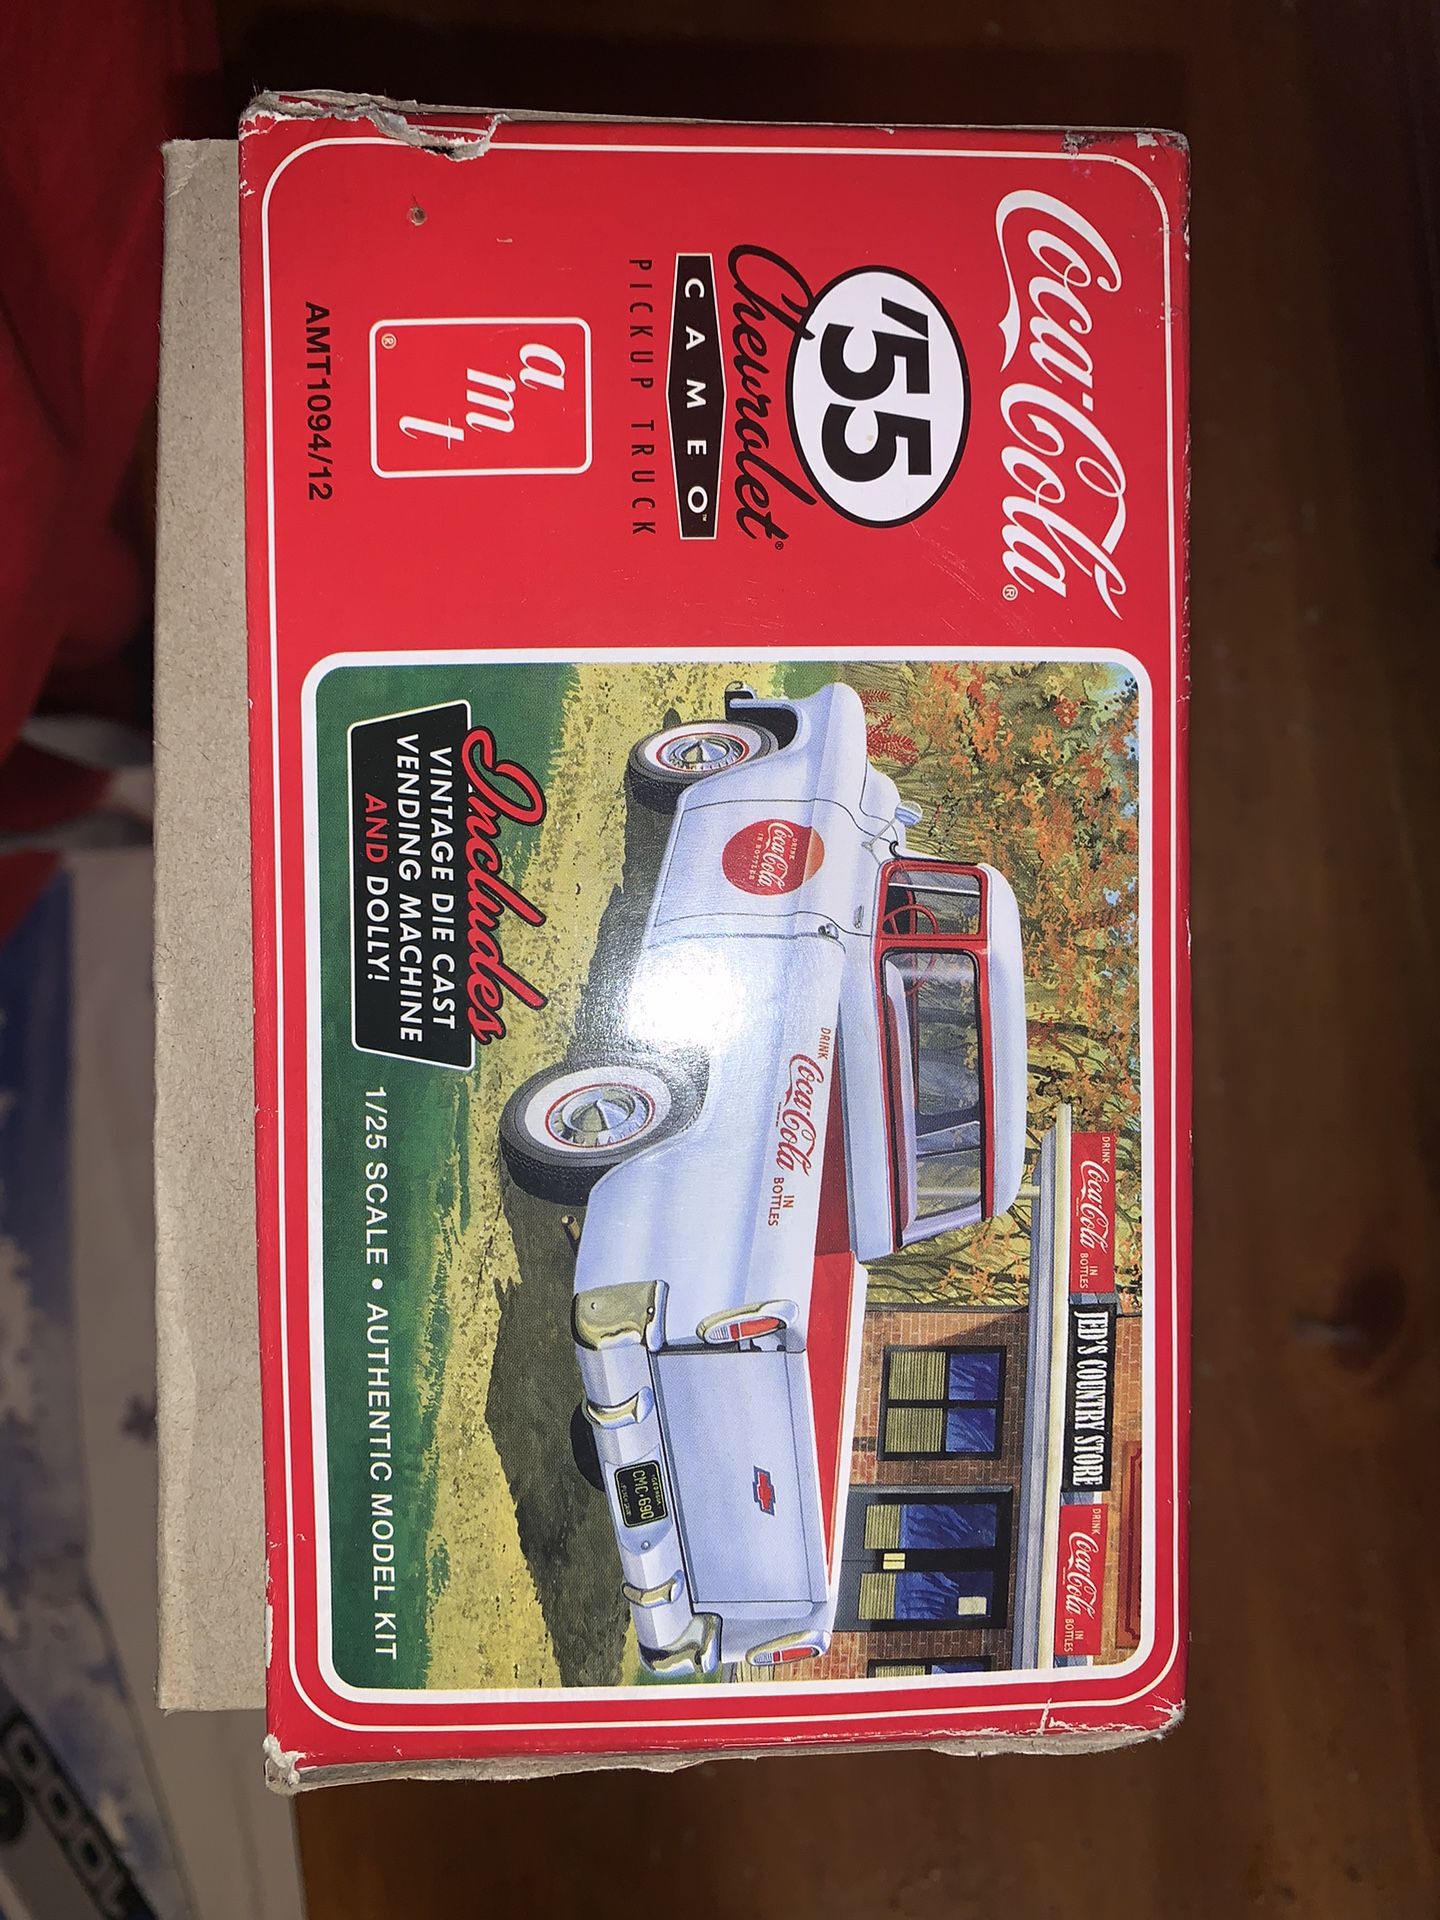 Coca-Cola®
'55
Chevrolet®
CAMEO™
PICKUP TRUCK
amt
®
AMT1094/12
DRINK
Coca-Cola
IN BOTTLES
DRINK
Coca-Cola
IN
BOTTLES
DRINK
Coca-Cola
IN
BOTTLES
JED'S COUNTRY STORE
DRINK
Coca-Cola
IN
BOTTLES
CMC·690
Includes
VINTAGE DIE CAST
VENDING MACHINE
AND DOLLY!
1/25 SCALE • AUTHENTIC MODEL KIT